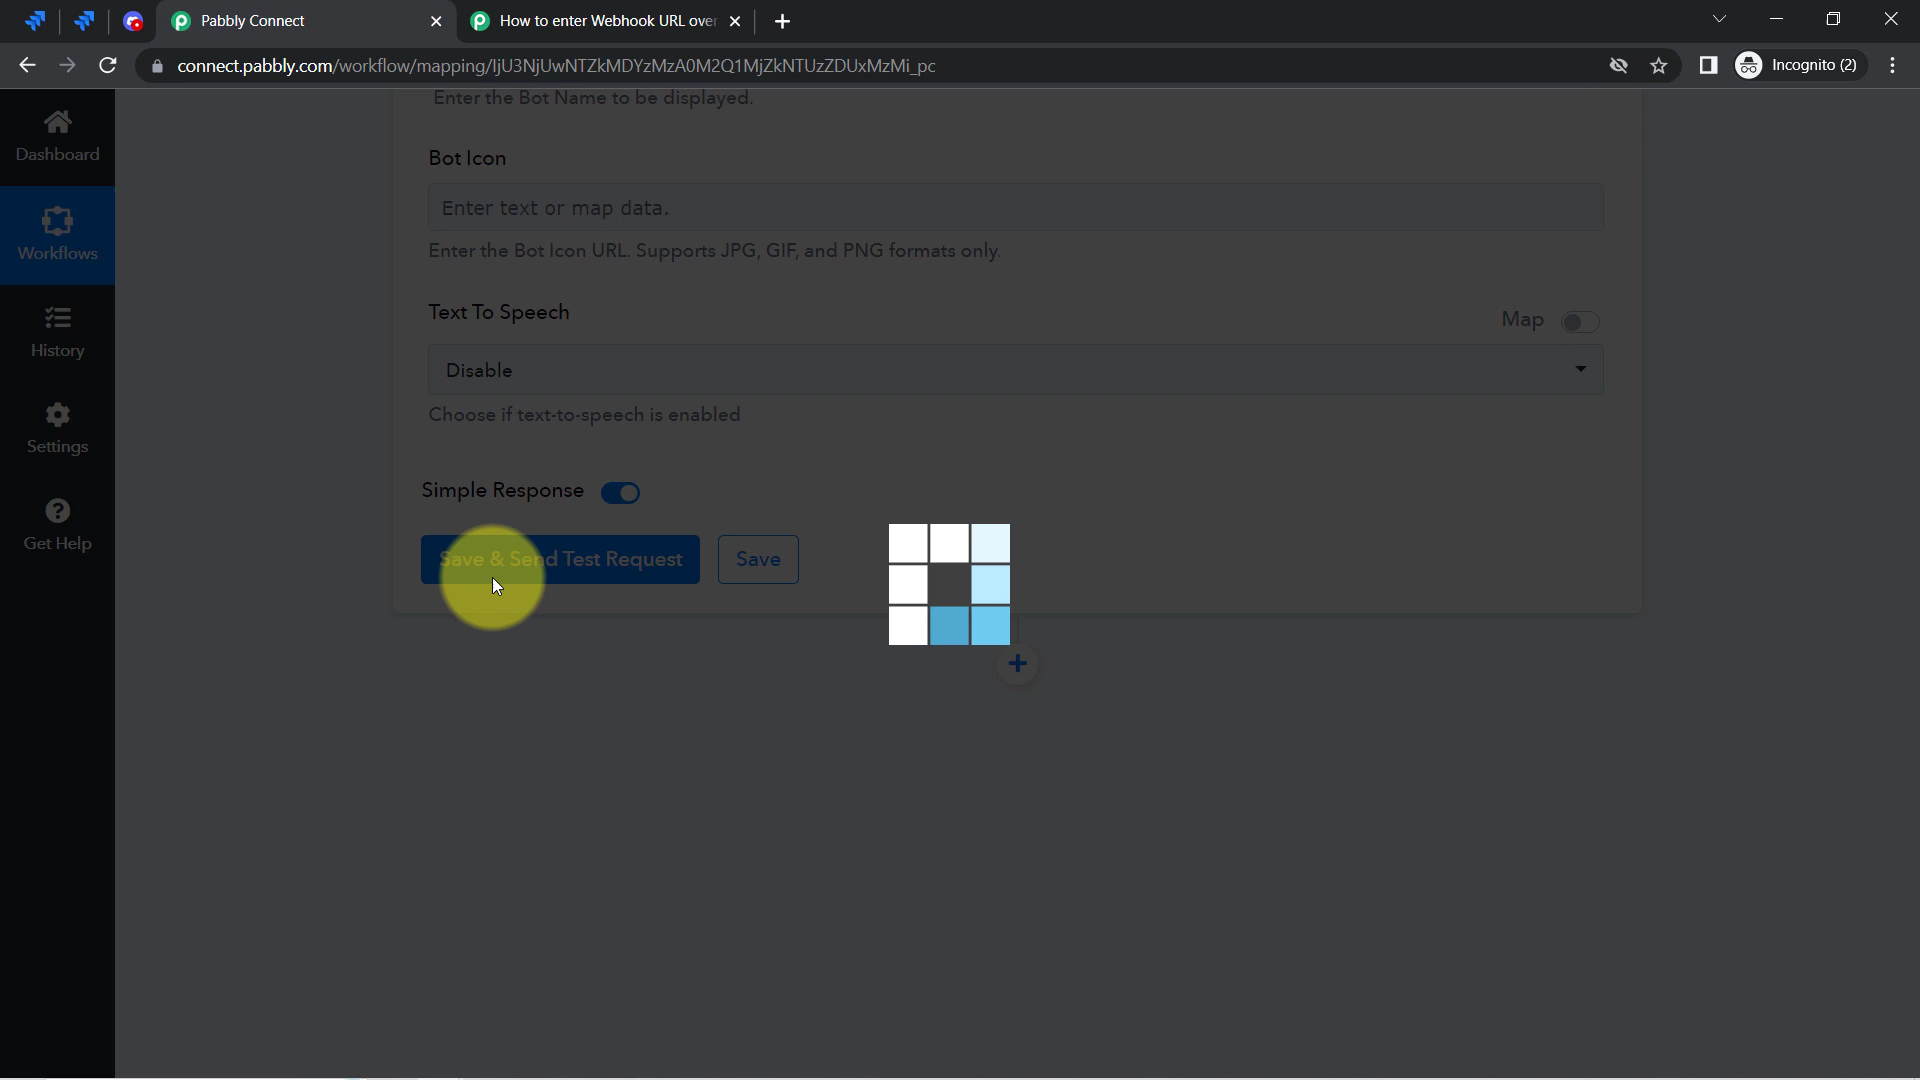 Pabbly Connect
How to enter Webhook URL over
connect.pabbly.com/workflow/mapping/IjU3NjUwNTZkMDYzMzA0M2Q1MjZkNTUzZDUxMzMi_pc
Incognito (2)
Dashboard
Workflows
History
Settings
Get Help
Enter the Bot Name to be displayed.
Bot Icon
Enter text or map data.
Enter the Bot Icon URL. Supports JPG, GIF, and PNG formats only.
Text To Speech
Map
Disable
Choose if text-to-speech is enabled
Simple Response
Save & Send Test Request
Save